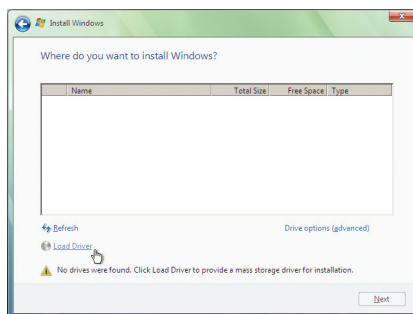 Install Windows
Where do you want to install Windows?
Name Total Size Free Space Type
Refresh Drive options (advanced)
Load Driver
No drives were found. Click Load Driver to provide a mass storage driver for installation.
Next